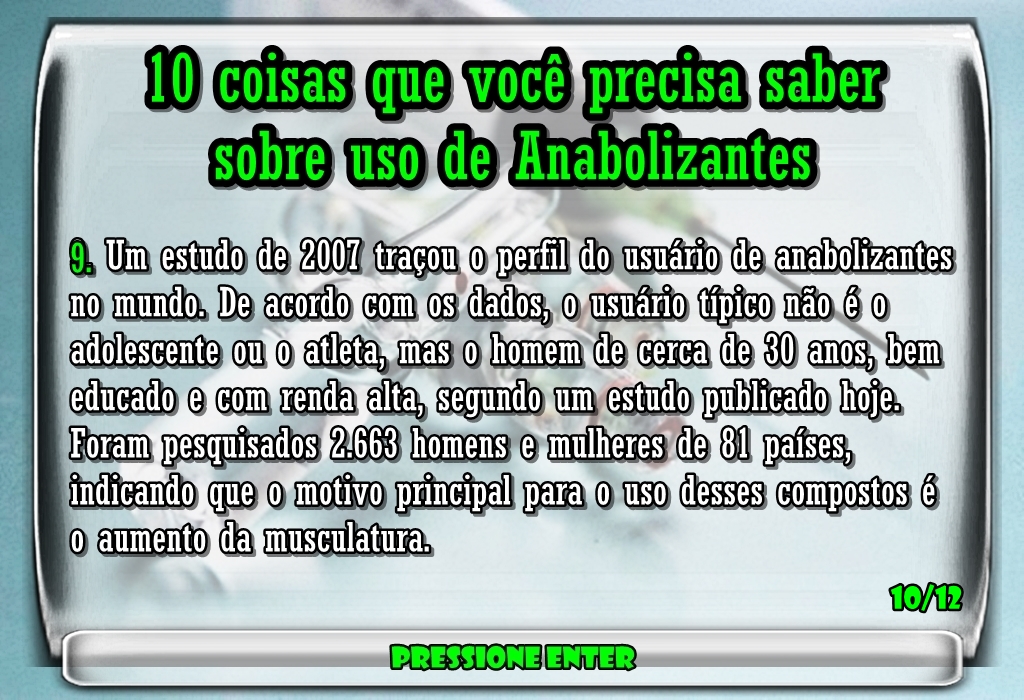 10 coisas que você precisa saber
sobre uso de Anabolizantes
9. Um estudo de 2007 traçou o perfil do usuário de anabolizantes
no mundo. De acordo com os dados, o usuário típico não é o
adolescente ou o atleta, mas o homem de cerca de 30 anos, bem
educado e com renda alta, segundo um estudo publicado hoje.
Foram pesquisados 2.663 homens e mulheres de 81 países,
indicando que o motivo principal para o uso desses compostos é
o aumento da musculatura.
10/12
PRESSIONE ENTER